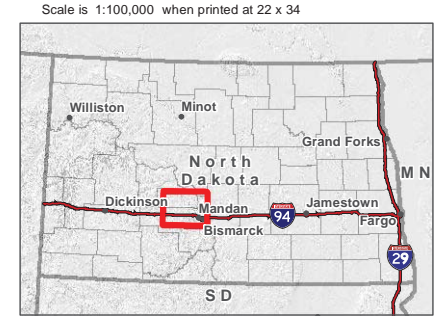 Scale is 1:100,000 when printed at 22 x 34
Williston
Minot
Grand Forks
North
Dakota
MN
Dickinson
Mandan
Jamestown
94
Fargo
Bismarck
29
SD